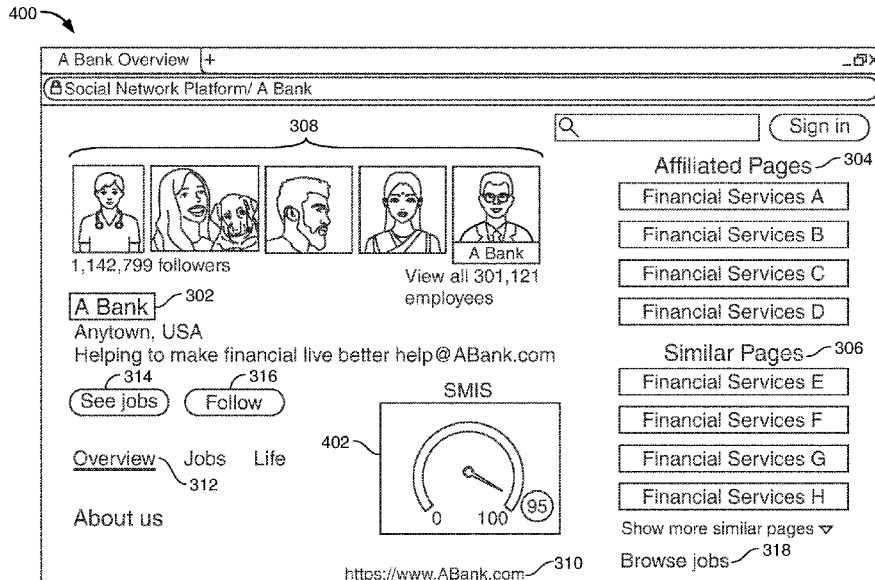 400
A Bank Overview +
Social Network Platform/ A Bank
Sign in
308
A Bank
1,142,799 followers
View all 301,121
employees
A Bank 302
Anytown, USA
Helping to make financial live better help@ABank.com
314
316
See jobs
Follow
Overview Jobs Life
312
About us
SMIS
402
0 100 95
https://www.ABank.com 310
Affiliated Pages 304
Financial Services A
Financial Services B
Financial Services C
Financial Services D
Similar Pages 306
Financial Services E
Financial Services F
Financial Services G
Financial Services H
Show more similar pages
Browse jobs 318